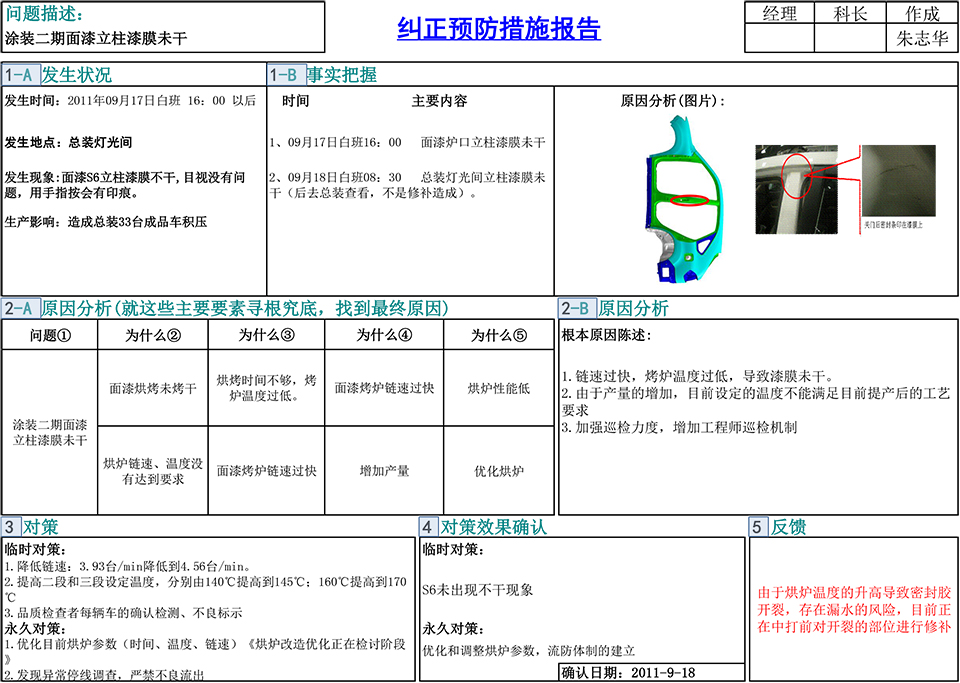 问题描述:
涂装二期面漆立柱漆膜未干
纠正预防措施报告
经理 科长 作成
朱志华
1-A 发生状况
发生时间: 2011年09月17日白班 16: 00 以后
发生地点: 总装灯光间
发生现象:面漆S6立柱漆膜不干,目视没有问
题, 用手指按会有印痕。
生产影响: 造成总装33台成品车积压
1-B 事实把握
时间 主要内容
1、09月17日白班16: 00 面漆炉口立柱漆膜未干
2、09月18日白班08: 30 总装灯光间立柱漆膜未
干(后去总装查看, 不是修补造成)。
原因分析(图片):
关门后密封条印在漆膜上
2-A 原因分析(就这些主要要素寻根究底, 找到最终原因)
问题① 为什么② 为什么③ 为什么④ 为什么⑤
涂装二期面漆
立柱漆膜未干
面漆烘烤未烤干
烘烤时间不够, 烤
炉温度过低。
面漆烤炉链速过快
烘炉性能低
烘炉链速、温度没
有达到要求
面漆烤炉链速过快
增加产量
优化烘炉
2-B 原因分析
根本原因陈述:
1.链速过快, 烤炉温度过低, 导致漆膜未干。
2.由于产量的增加, 目前设定的温度不能满足目前提产后的工艺
要求
3.加强巡检力度, 增加工程师巡检机制
3 对策
临时对策:
1.降低链速: 3.93台/min降低到4.56台/min。
2.提高二段和三段设定温度, 分别由140℃提高到145℃; 160℃提高到170
℃
3.品质检查者每辆车的确认检测、不良标示
永久对策:
1.优化目前烘炉参数(时间、温度、链速)《烘炉改造优化正在检讨阶段
》
2.发现异常停线调查, 严禁不良流出
4 对策效果确认
临时对策:
S6未出现不干现象
永久对策:
优化和调整烘炉参数, 流防体制的建立
确认日期: 2011-9-18
5 反馈
由于烘炉温度的升高导致密封胶
开裂, 存在漏水的风险, 目前正
在中打前对开裂的部位进行修补